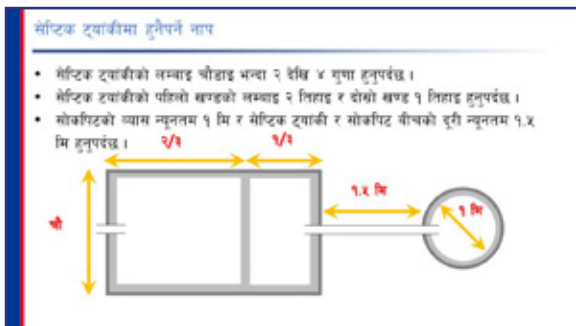 सेप्टिक ट्यांकीमा हुनैपर्ने नाप
• सेप्टिक ट्यांकीको लम्बाइ चौडाइ भन्दा २ देखि ४ गुणा हुनुपर्दछ ।
• सेप्टिक ट्यांकीको पहिलो खण्डको लम्बाइ २ तिहाइ र दोस्रो खण्ड १ तिहाइ हुनुपर्दछ ।
• सोकपिटको व्यास न्यूनतम १ मि र सेप्टिक ट्यांकी र सोकपिट बीचको दूरी न्यूनतम १.५
मि हुनुपर्दछ ।
२/३ १/३
१.५ मि
चौ
१ मि